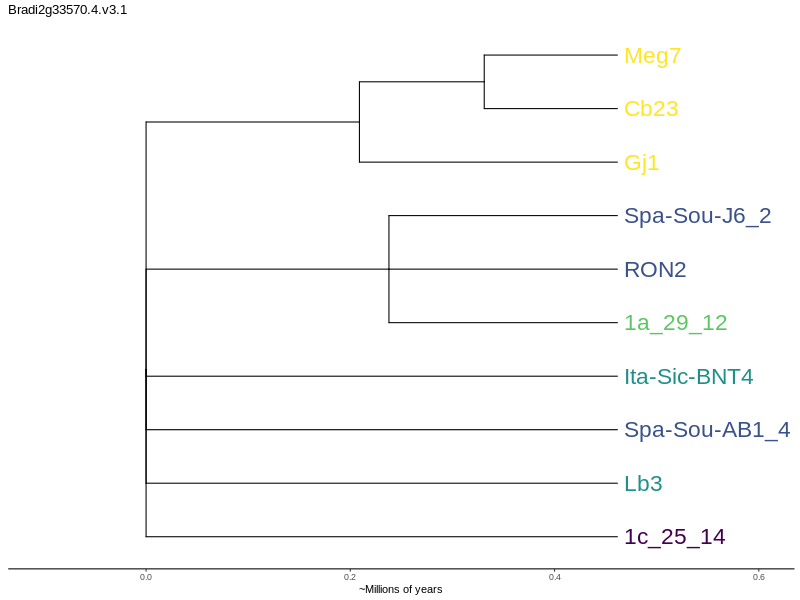 Bradi2g33570.4.v3.1
Meg7
Cb23
Gj1
Spa-Sou-J6_2
RON2
1a_29_12
Ita-Sic-BNT4
Spa-Sou-AB1_4
Lb3
1c_25_14
0.0 0.2 0.4 0.6
~Millions of years